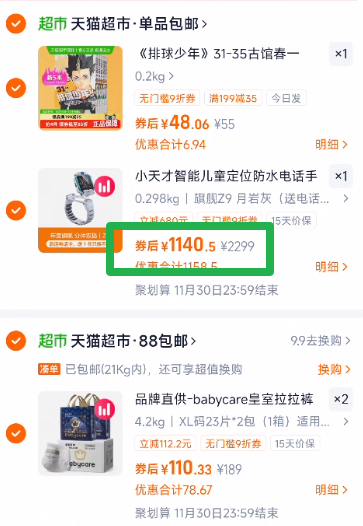 超市 天猫超市·单品包邮>
《排球少年》31-35古馆春一 ×1
0.2kg>
无门槛9折券 满199减35 今日发
券后¥48.06 ¥55
优惠合计6.94 明细>
小天才智能儿童定位防水电话手 ×1
0.298kg | 旗舰Z9 月岩灰（送电话…
立减680元 无门槛9折券 15天价保
券后¥1140.5 ¥2299
优惠合计1158.5 明细>
聚划算 11月30日23:59结束
超市 天猫超市·88包邮> 9.9去换购>
凑单 已包邮(21Kg内)，还可享超值换购 换购>
品牌直供-babycare皇室拉拉裤 ×2
4.2kg | XL码23片*2包（1箱）适用…
立减112.2元 无门槛9折券 15天价保
券后¥110.33 ¥189
优惠合计78.67 明细>
聚划算 11月30日23:59结束